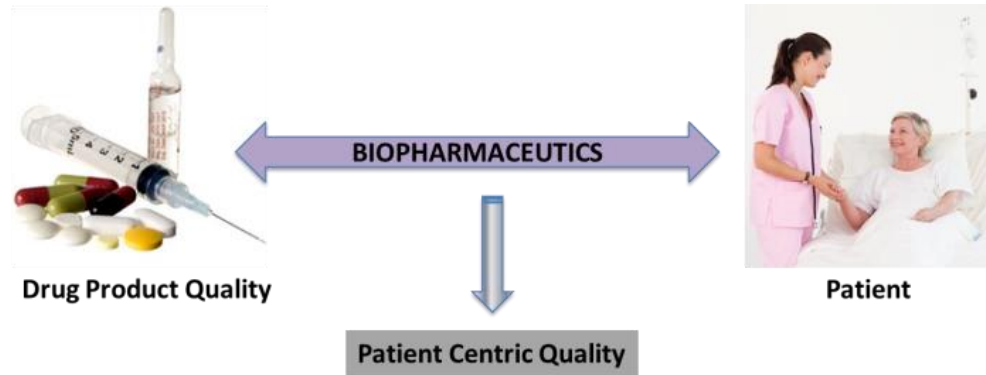 BIOPHARMACEUTICS
Drug Product Quality
Patient
Patient Centric Quality